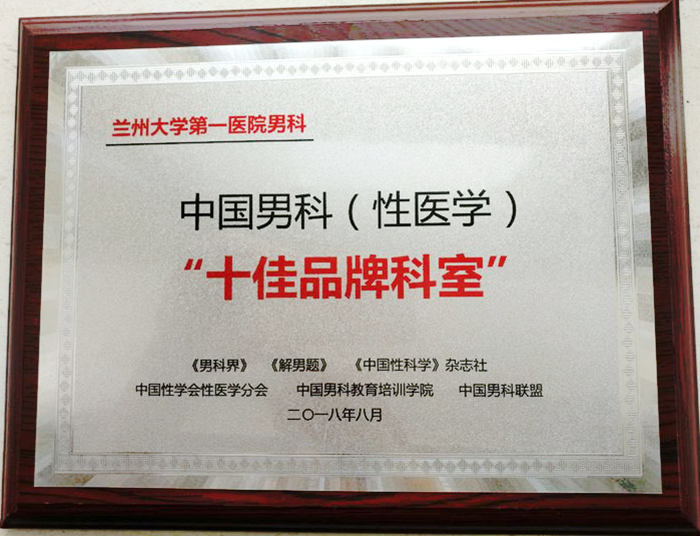 兰州大学第一医院男科
中国男科（性医学）
“十佳品牌科室”
《男科界》 《解男题》 《中国性科学》杂志社
中国性学会性医学分会 中国男科教育培训学院 中国男科联盟
二〇一八年八月